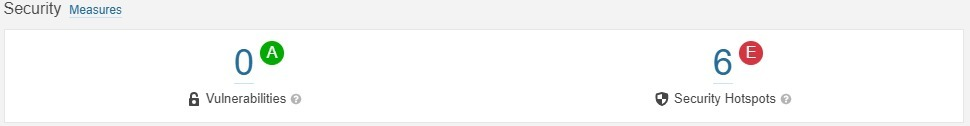 Security Measures
0 A
6 E
Vulnerabilities ?
Security Hotspots ?